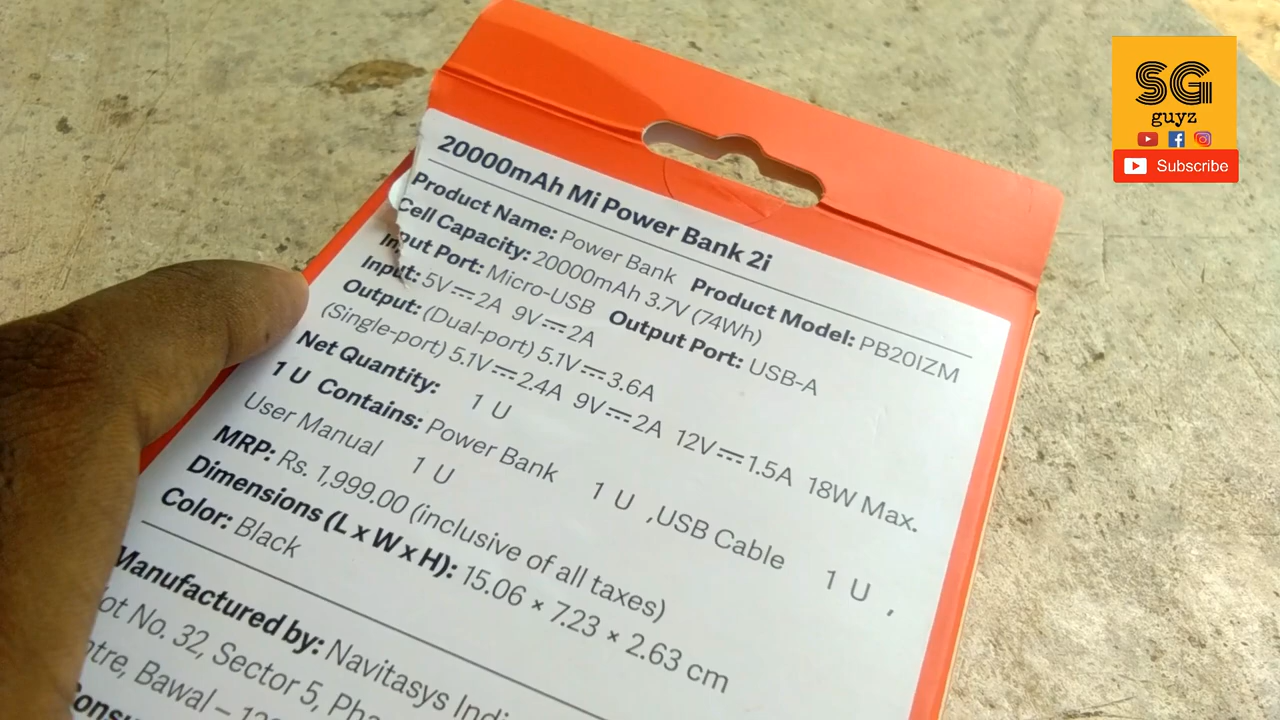 20000mAh Mi Power Bank 2i
Product Name: Power Bank Product Model: PB20IZM
Cell Capacity: 20000mAh 3.7V (74Wh)
Input Port: Micro-USB Output Port: USB-A
Input: 5V⎓2A 9V⎓2A
Output: (Dual-port) 5.1V⎓3.6A
(Single-port) 5.1V⎓2.4A 9V⎓2A 12V⎓1.5A 18W Max.
Net Quantity: 1 U
1 U Contains: Power Bank 1 U ,USB Cable 1 U ,
User Manual 1 U
MRP: Rs. 1,999.00 (inclusive of all taxes)
Dimensions (L x W x H): 15.06 × 7.23 × 2.63 cm
Color: Black
Manufactured by: Navitasys
No. 32, Sector 5,
Bawal –
SG
guyz
Subscribe